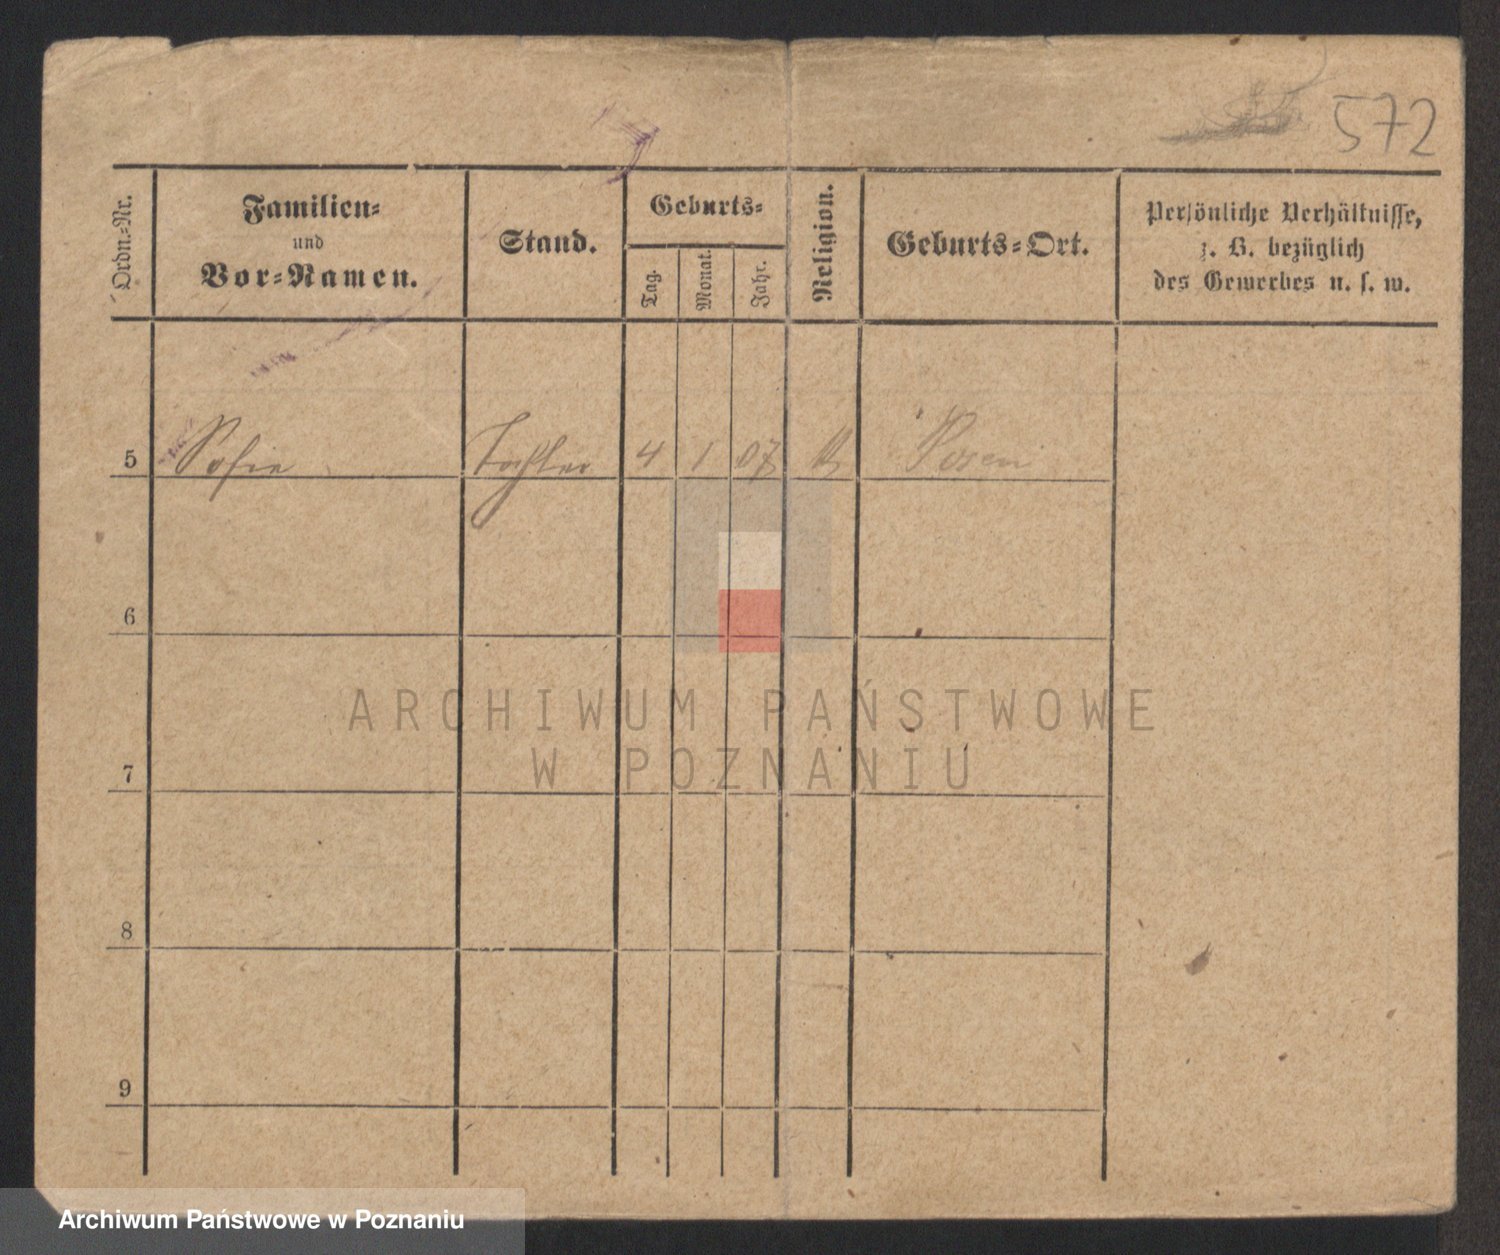 572
Ordn.-Nr.
Familien-
und
Vor-Namen.
Stand.
Geburts-
Tag.
Monat.
Jahr.
Religion.
Geburts-Ort.
Persönliche Verhältnisse,
z. B. bezüglich
des Gewerbes u. s. w.
5 Sofie Tochter 4 1 07 Posen
6
7
8
9
ARCHIWUM PAŃSTWOWE
W POZNANIU
Archiwum Państwowe w Poznaniu